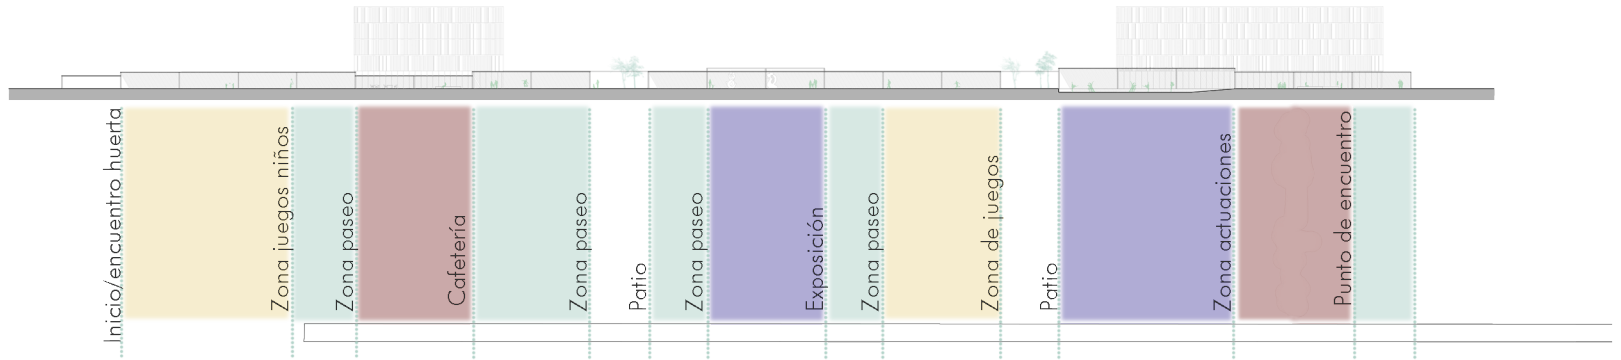 Inicio/encuentro huerta
Zona juegos niños
Zona paseo
Cafetería
Zona paseo
Patio
Zona paseo
Exposición
Zona paseo
Zona de juegos
Patio
Zona actuaciones
Punto de encuentro